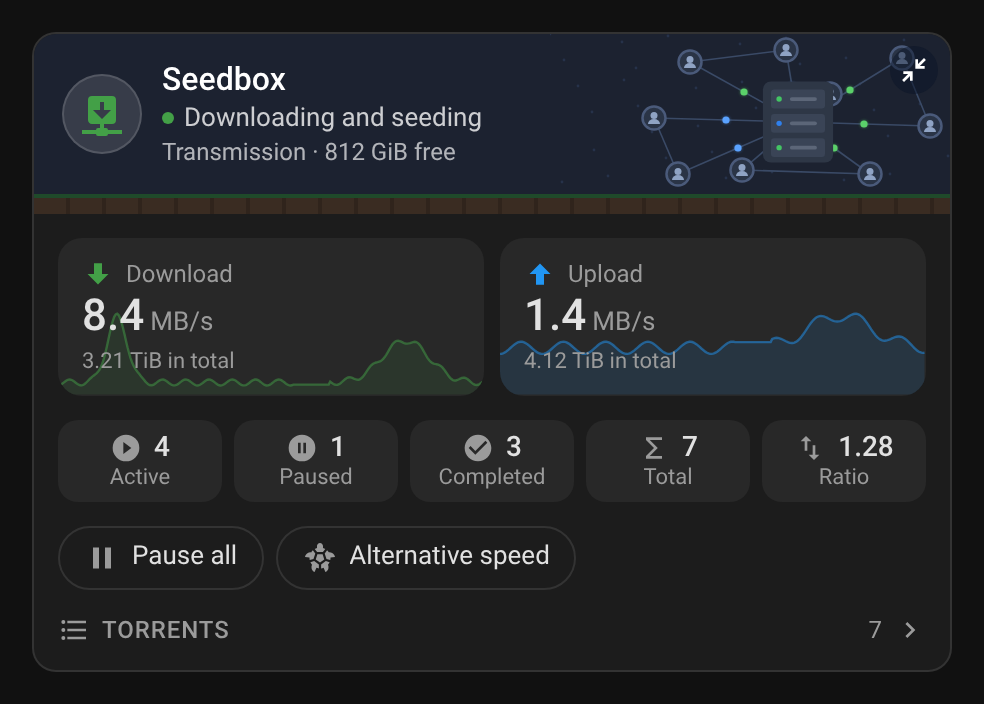 Seedbox
Downloading and seeding
Transmission · 812 GiB free
Download
8.4 MB/s
3.21 TiB in total
Upload
1.4 MB/s
4.12 TiB in total
4
Active
1
Paused
3
Completed
7
Total
1.28
Ratio
Pause all
Alternative speed
TORRENTS 7